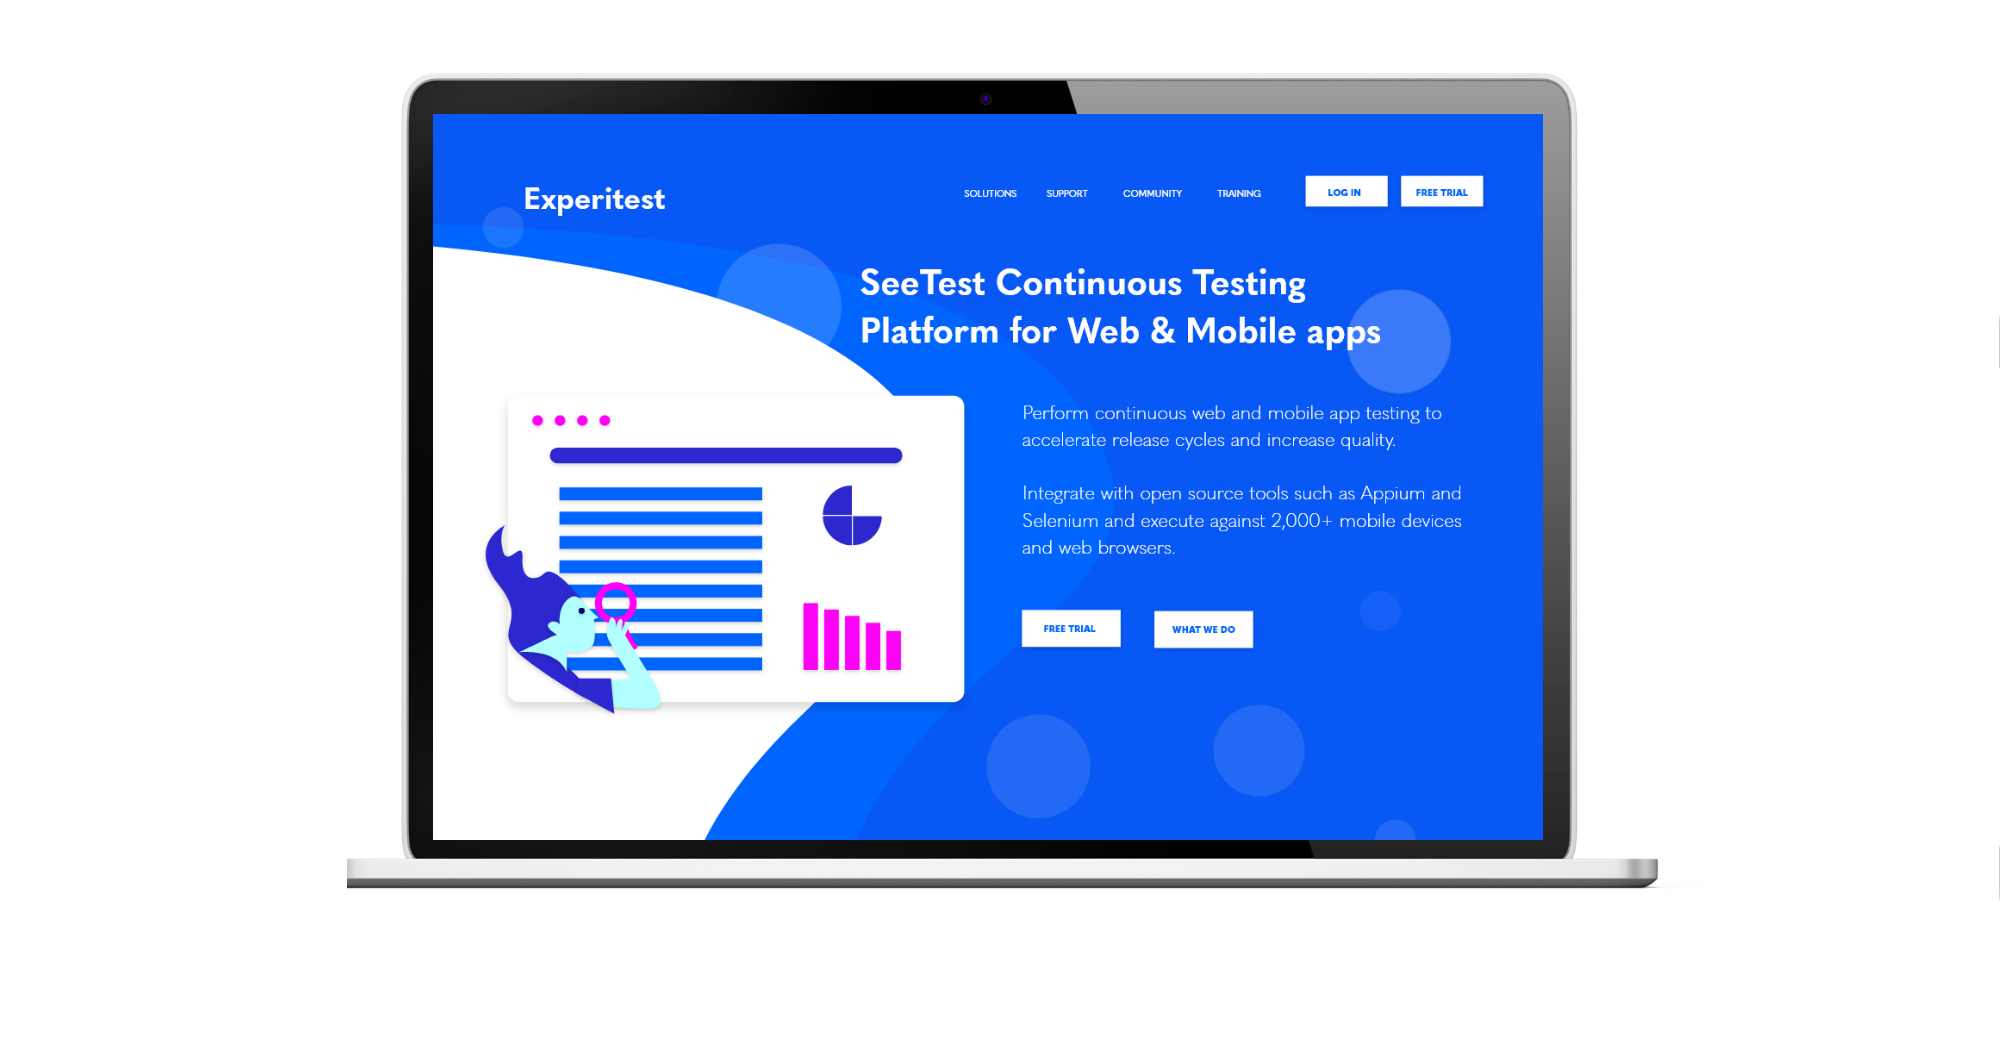 Experitest
SOLUTIONS SUPPORT COMMUNITY TRAINING LOG IN FREE TRIAL
SeeTest Continuous Testing
Platform for Web & Mobile apps
Perform continuous web and mobile app testing to
accelerate release cycles and increase quality.
Integrate with open source tools such as Appium and
Selenium and execute against 2,000+ mobile devices
and web browsers.
FREE TRIAL WHAT WE DO